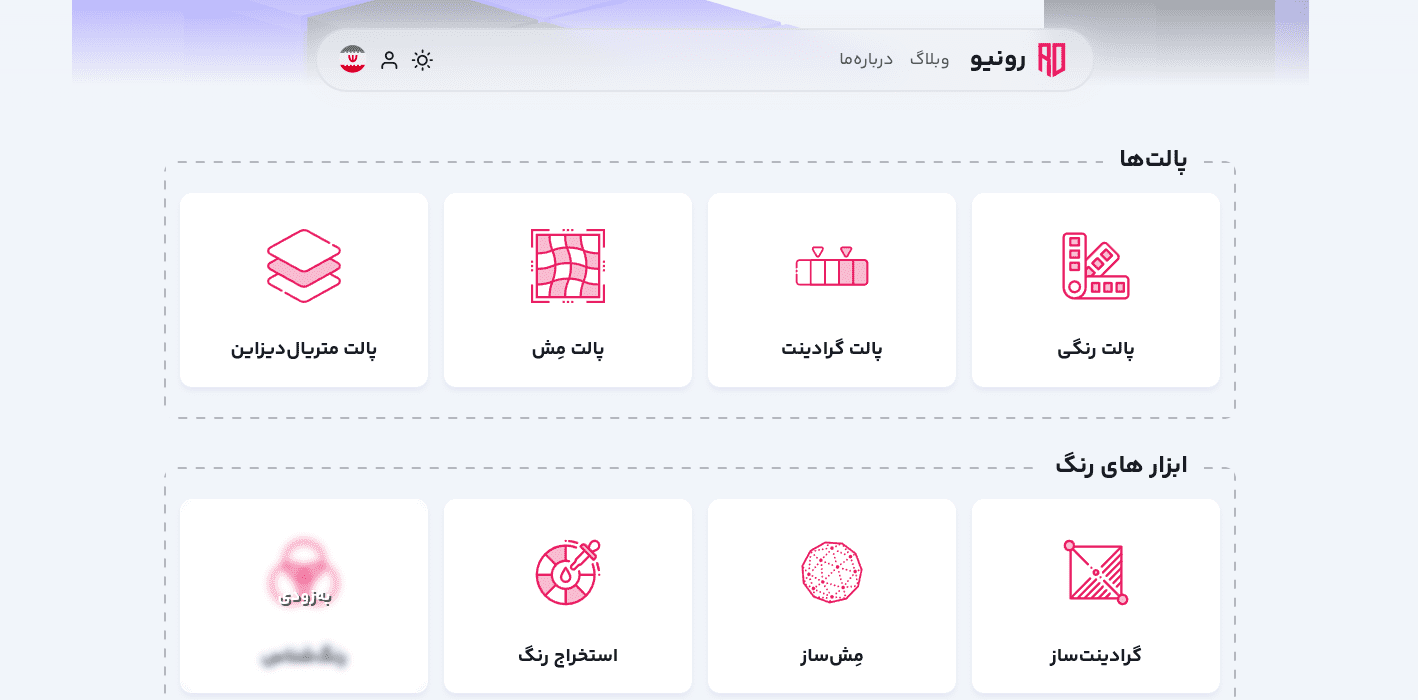 رونیو
وبلاگ
درباره‌ما
پالت‌ها
پالت رنگی
پالت گرادینت
پالت مِش
پالت متریال‌دیزاین
ابزار های رنگ
گرادینت‌ساز
مِش‌ساز
استخراج رنگ
به‌زودی